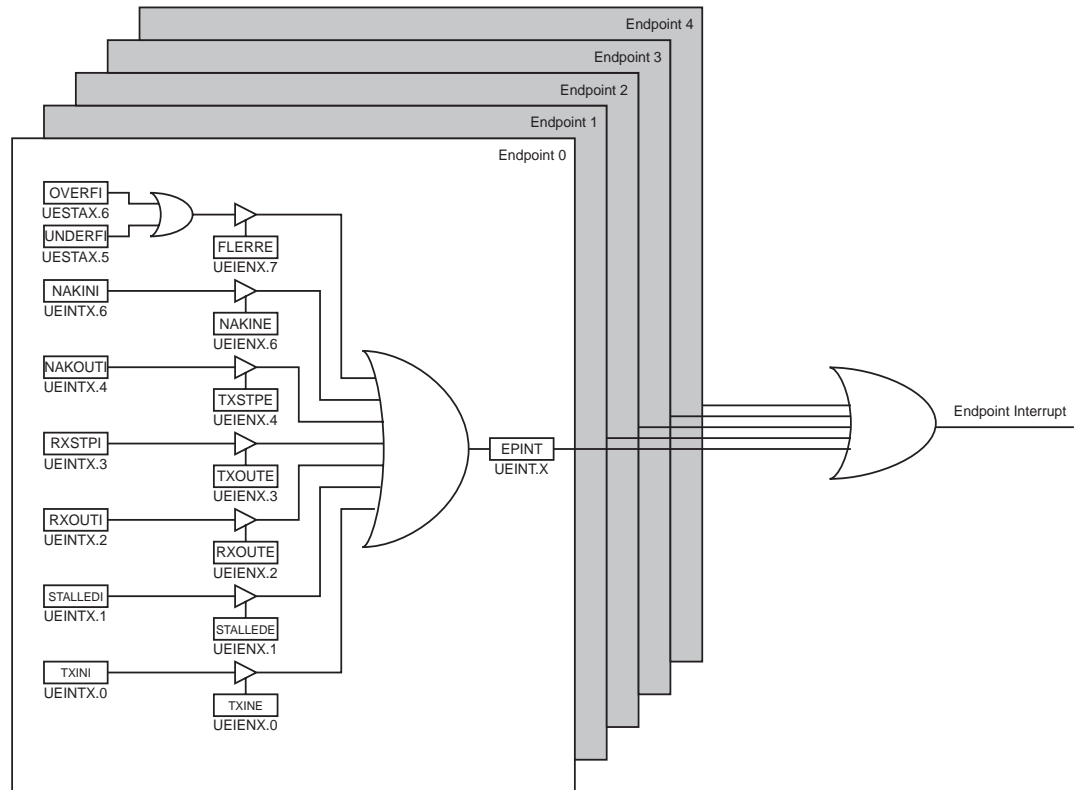 Endpoint 4
Endpoint 3
Endpoint 2
Endpoint 1
Endpoint 0
OVERFI
UESTAX.6
UNDERFI
UESTAX.5
FLERRE
UEIENX.7
NAKINI
UEINTX.6
NAKINE
UEIENX.6
NAKOUTI
UEINTX.4
TXSTPE
UEIENX.4
RXSTPI
UEINTX.3
TXOUTE
UEIENX.3
RXOUTI
UEINTX.2
RXOUTE
UEIENX.2
STALLEDI
UEINTX.1
STALLEDE
UEIENX.1
TXINI
UEINTX.0
TXINE
UEIENX.0
EPINT
UEINT.X
Endpoint Interrupt